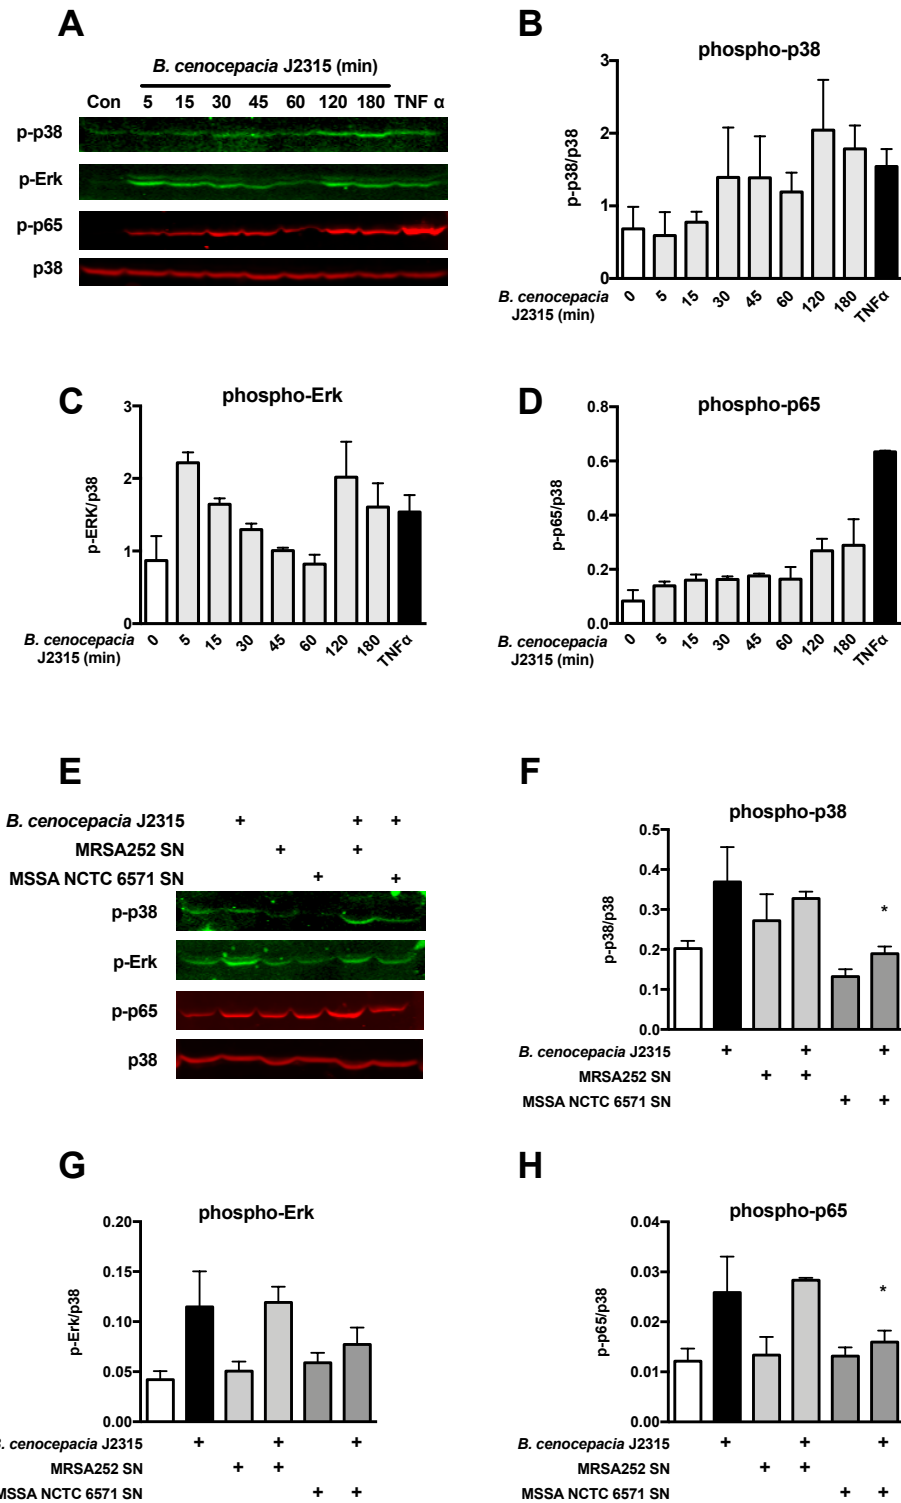 A
B. cenocepacia J2315 (min)
Con 5 15 30 45 60 120 180 TNF α
p-p38
p-Erk
p-p65
p38
B
phospho-p38
p-p38/p38
3
2
1
0
B. cenocepacia
J2315 (min)
0 5 15 30 45 60 120 180 TNFα
C
phospho-Erk
p-ERK/p38
3
2
1
0
B. cenocepacia
J2315 (min)
0 5 15 30 45 60 120 180 TNFα
D
phospho-p65
p-p65/p38
0.8
0.6
0.4
0.2
0.0
B. cenocepacia
J2315 (min)
0 5 15 30 45 60 120 180 TNFα
E
B. cenocepacia J2315 + + +
MRSA252 SN + +
MSSA NCTC 6571 SN + +
p-p38
p-Erk
p-p65
p38
F
phospho-p38
p-p38/p38
0.5
0.4
0.3
0.2
0.1
0.0
*
B. cenocepacia J2315 + + +
MRSA252 SN + +
MSSA NCTC 6571 SN + +
G
phospho-Erk
p-Erk/p38
0.20
0.15
0.10
0.05
0.00
B. cenocepacia J2315 + + +
MRSA252 SN + +
MSSA NCTC 6571 SN + +
H
phospho-p65
p-p65/p38
0.04
0.03
0.02
0.01
0.00
*
B. cenocepacia J2315 + + +
MRSA252 SN + +
MSSA NCTC 6571 SN + +